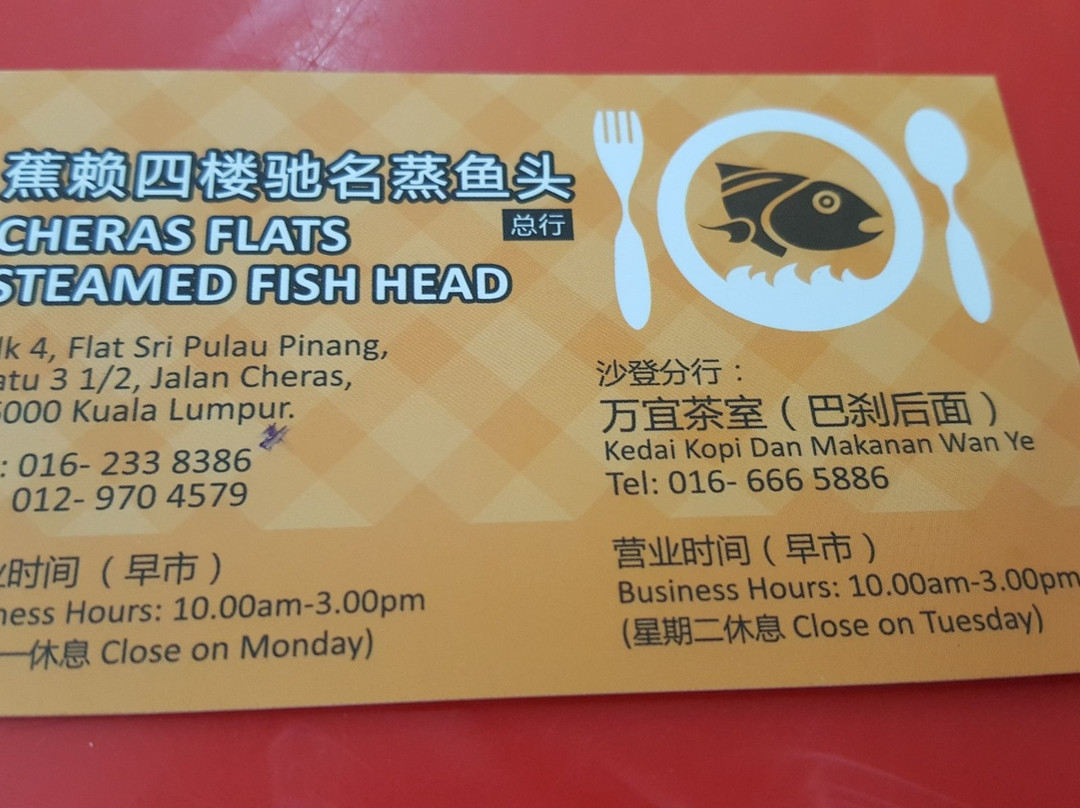 蕉赖四楼驰名蒸鱼头
CHERAS FLATS
总行
STEAMED FISH HEAD
lk 4, Flat Sri Pulau Pinang,
atu 3 1/2, Jalan Cheras,
6000 Kuala Lumpur.
: 016- 233 8386
012- 970 4579
业时间（早市）
ness Hours: 10.00am-3.00pm
一休息 Close on Monday)
沙登分行：
万宜茶室（巴刹后面）
Kedai Kopi Dan Makanan Wan Ye
Tel: 016- 666 5886
营业时间（早市）
Business Hours: 10.00am-3.00pm
(星期二休息 Close on Tuesday)